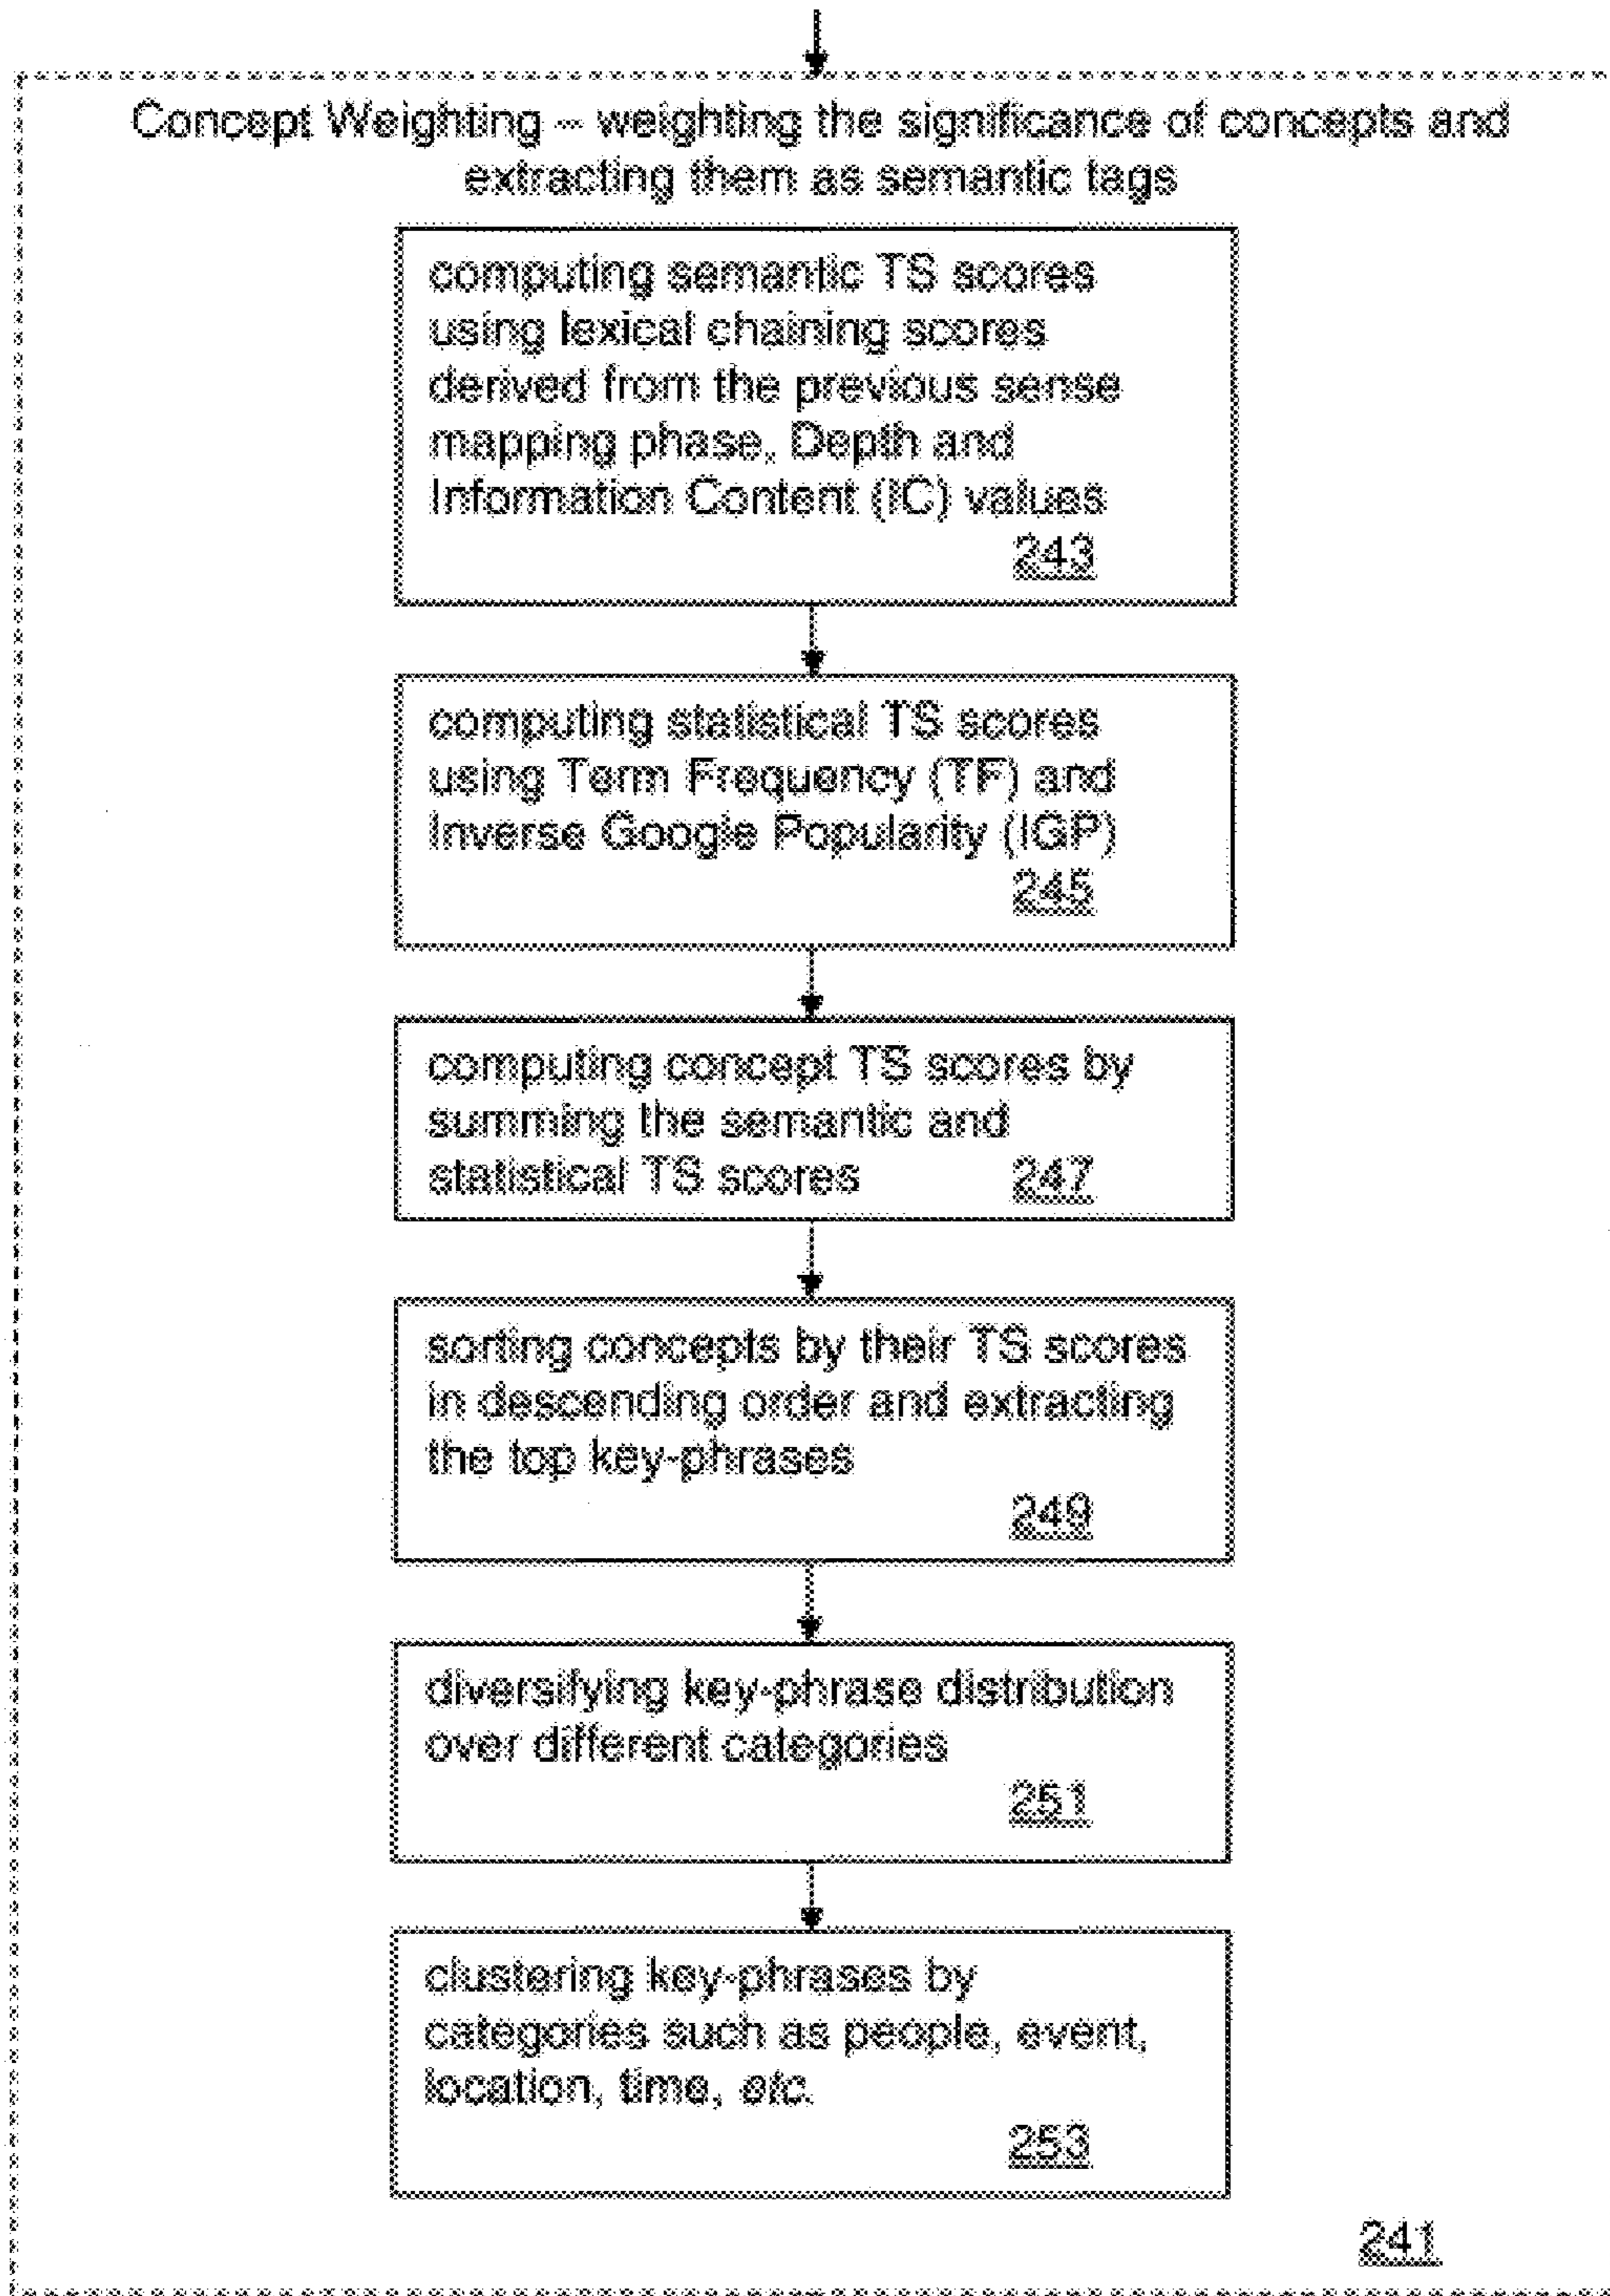 Concept Weighting – weighting the significance of concepts and
extracting them as semantic tags
computing semantic TS scores
using lexical chaining scores
derived from the previous sense
mapping phase, Depth and
Information Content (IC) values
243
computing statistical TS scores
using Term Frequency (TF) and
Inverse Google Popularity (IGP)
245
computing concept TS scores by
summing the semantic and
statistical TS scores 247
sorting concepts by their TS scores
in descending order and extracting
the top key-phrases
249
diversifying key-phrase distribution
over different categories
251
clustering key-phrases by
categories such as people, event,
location, time, etc.
253
241